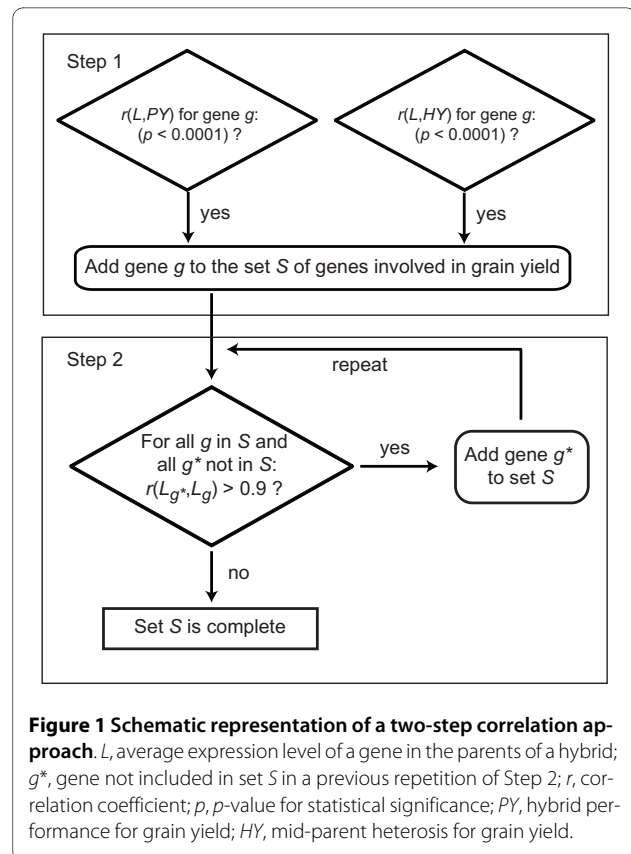 Step 1
r(L,PY) for gene g:
(p < 0.0001) ?
r(L,HY) for gene g:
(p < 0.0001) ?
yes
yes
Add gene g to the set S of genes involved in grain yield
Step 2
repeat
For all g in S and
all g* not in S:
r(Lg*,Lg) > 0.9 ?
yes
Add gene g*
to set S
no
Set S is complete
Figure 1 Schematic representation of a two-step correlation ap-
proach. L, average expression level of a gene in the parents of a hybrid;
g*, gene not included in set S in a previous repetition of Step 2; r, cor-
relation coefficient; p, p-value for statistical significance; PY, hybrid per-
formance for grain yield; HY, mid-parent heterosis for grain yield.